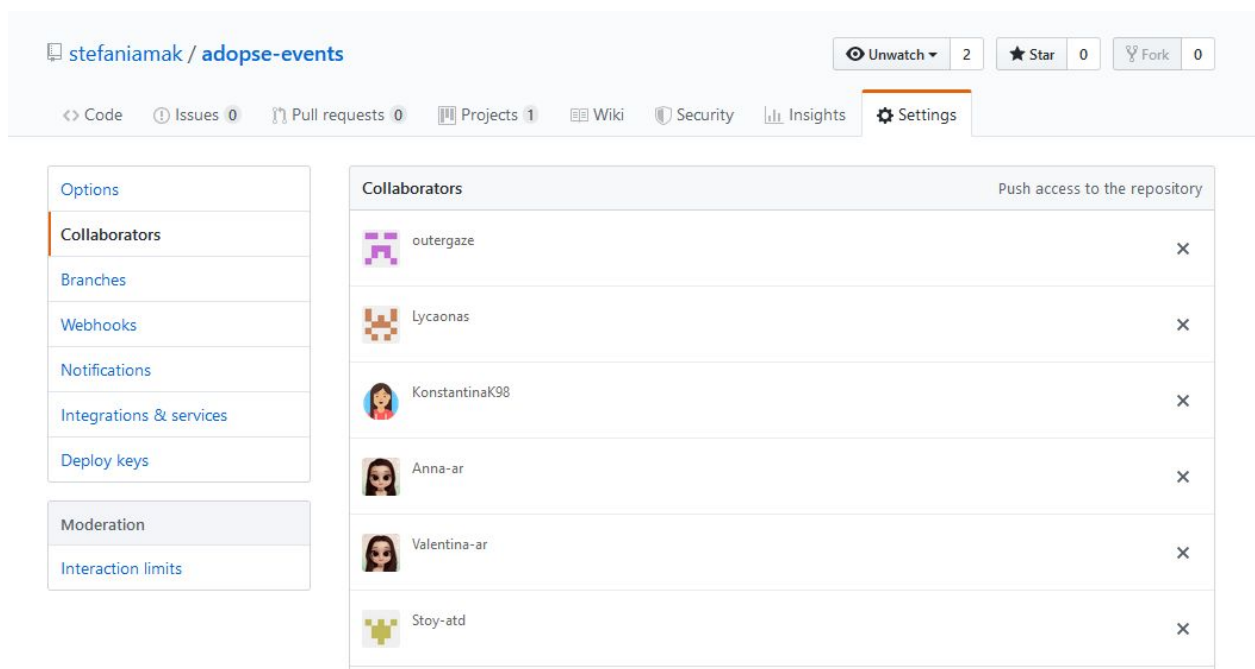 stefaniamak / adopse-events
Unwatch 2 Star 0 Fork 0
Code Issues 0 Pull requests 0 Projects 1 Wiki Security Insights Settings
Options
Collaborators
Branches
Webhooks
Notifications
Integrations & services
Deploy keys
Moderation
Interaction limits
Collaborators Push access to the repository
outergaze
Lycaonas
KonstantinaK98
Anna-ar
Valentina-ar
Stoy-atd